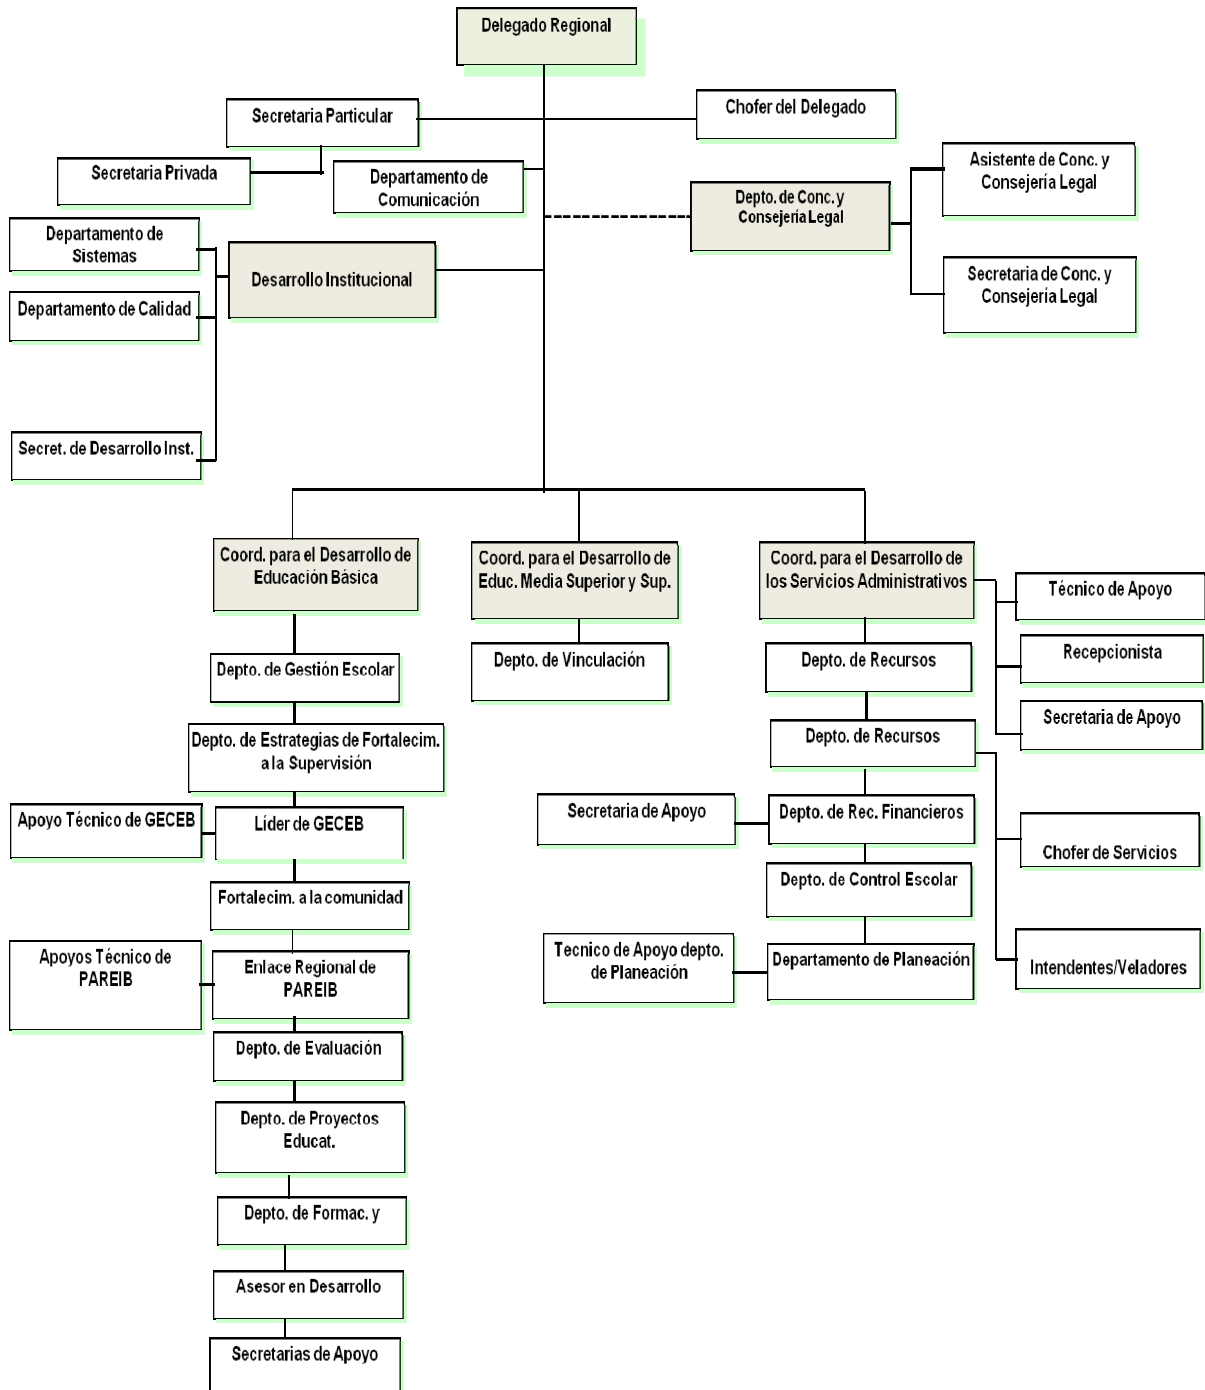 Delegado Regional
Secretaria Particular
Chofer del Delegado
Secretaria Privada
Departamento de
Comunicación
Depto. de Conc. y
Consejería Legal
Asistente de Conc. y
Consejería Legal
Departamento de
Sistemas
Desarrollo Institucional
Secretaria de Conc. y
Consejería Legal
Departamento de Calidad
Secret. de Desarrollo Inst.
Coord. para el Desarrollo de
Educación Básica
Coord. para el Desarrollo de
Educ. Media Superior y Sup.
Coord. para el Desarrollo de
los Servicios Administrativos
Técnico de Apoyo
Recepcionista
Secretaria de Apoyo
Depto. de Gestión Escolar
Depto. de Vinculación
Depto. de Recursos
Depto. de Estrategias de Fortalecim.
a la Supervisión
Depto. de Recursos
Apoyo Técnico de GECEB
Líder de GECEB
Secretaria de Apoyo
Depto. de Rec. Financieros
Chofer de Servicios
Fortalecim. a la comunidad
Depto. de Control Escolar
Apoyos Técnico de
PAREIB
Enlace Regional de
PAREIB
Tecnico de Apoyo depto.
de Planeación
Departamento de Planeación
Intendentes/Veladores
Depto. de Evaluación
Depto. de Proyectos
Educat.
Depto. de Formac. y
Asesor en Desarrollo
Secretarias de Apoyo